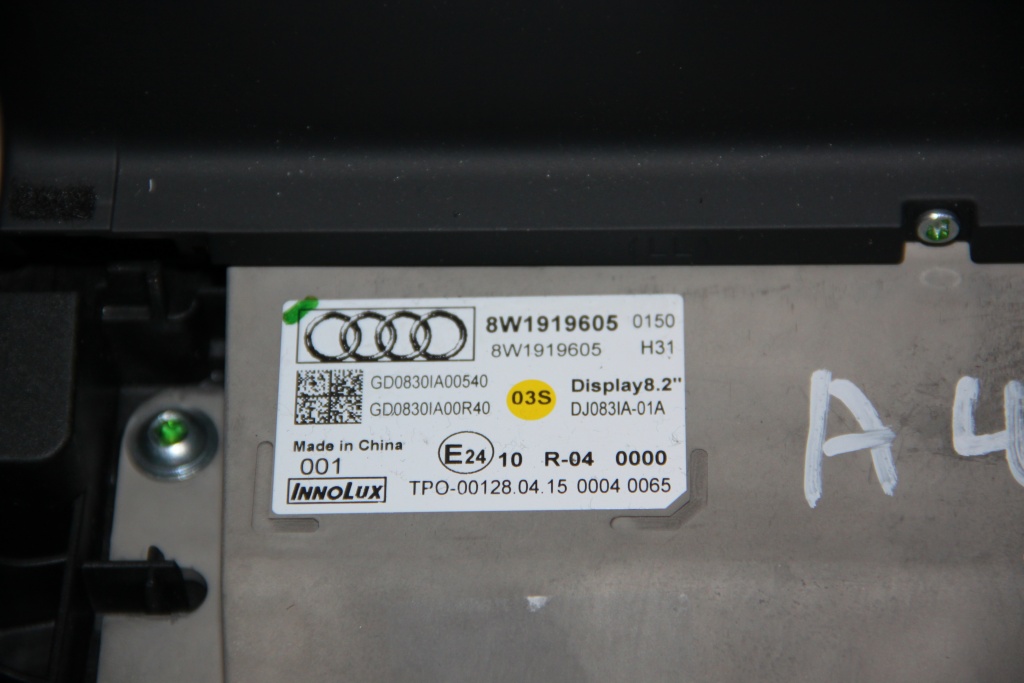 8W1919605 0150
8W1919605 H31
GD0830IA00540
GD0830IA00R40
03S
Display8.2"
DJ083IA-01A
Made in China
001
E24 10 R-04 0000
INNOLUX
TPO-00128.04.15 0004 0065
A4